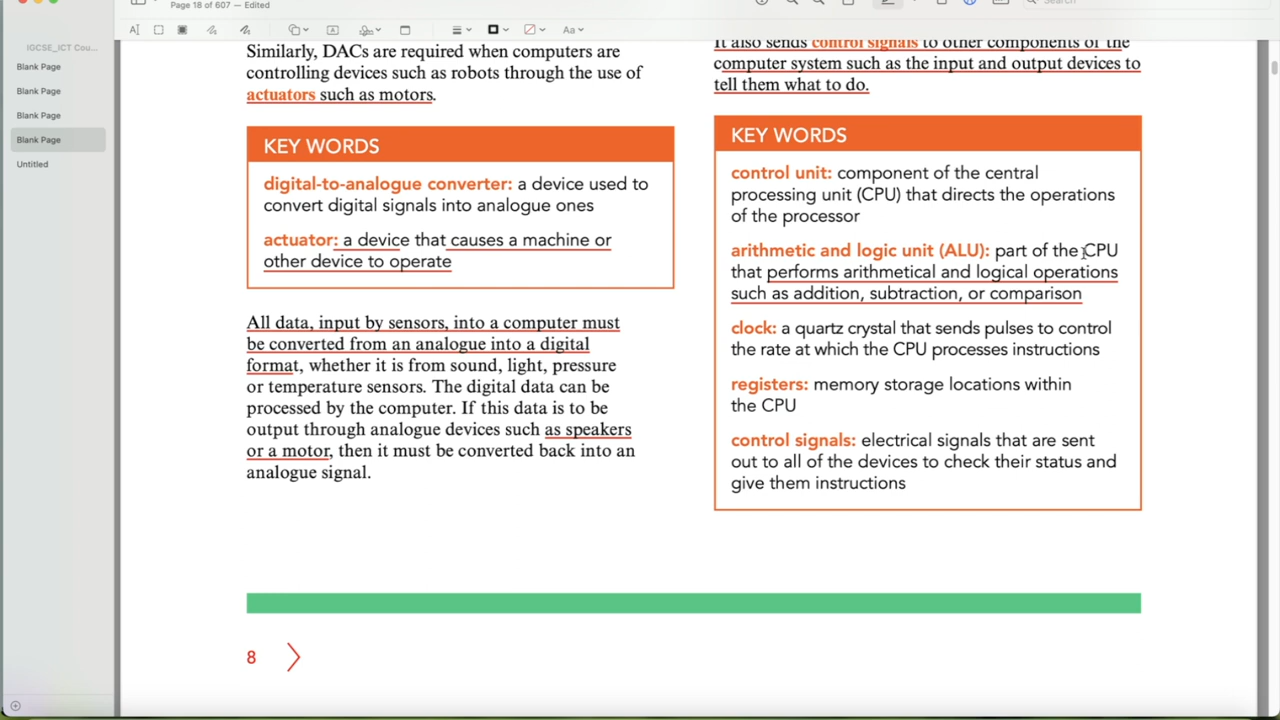 Page 18 of 607 — Edited
Search
IGCSE_ICT Cou...
Blank Page
Blank Page
Blank Page
Blank Page
Untitled
Similarly, DACs are required when computers are
controlling devices such as robots through the use of
actuators such as motors.
KEY WORDS
digital-to-analogue converter: a device used to
convert digital signals into analogue ones
actuator: a device that causes a machine or
other device to operate
All data, input by sensors, into a computer must
be converted from an analogue into a digital
format, whether it is from sound, light, pressure
or temperature sensors. The digital data can be
processed by the computer. If this data is to be
output through analogue devices such as speakers
or a motor, then it must be converted back into an
analogue signal.
It also sends control signals to other components of the
computer system such as the input and output devices to
tell them what to do.
KEY WORDS
control unit: component of the central
processing unit (CPU) that directs the operations
of the processor
arithmetic and logic unit (ALU): part of the CPU
that performs arithmetical and logical operations
such as addition, subtraction, or comparison
clock: a quartz crystal that sends pulses to control
the rate at which the CPU processes instructions
registers: memory storage locations within
the CPU
control signals: electrical signals that are sent
out to all of the devices to check their status and
give them instructions
8